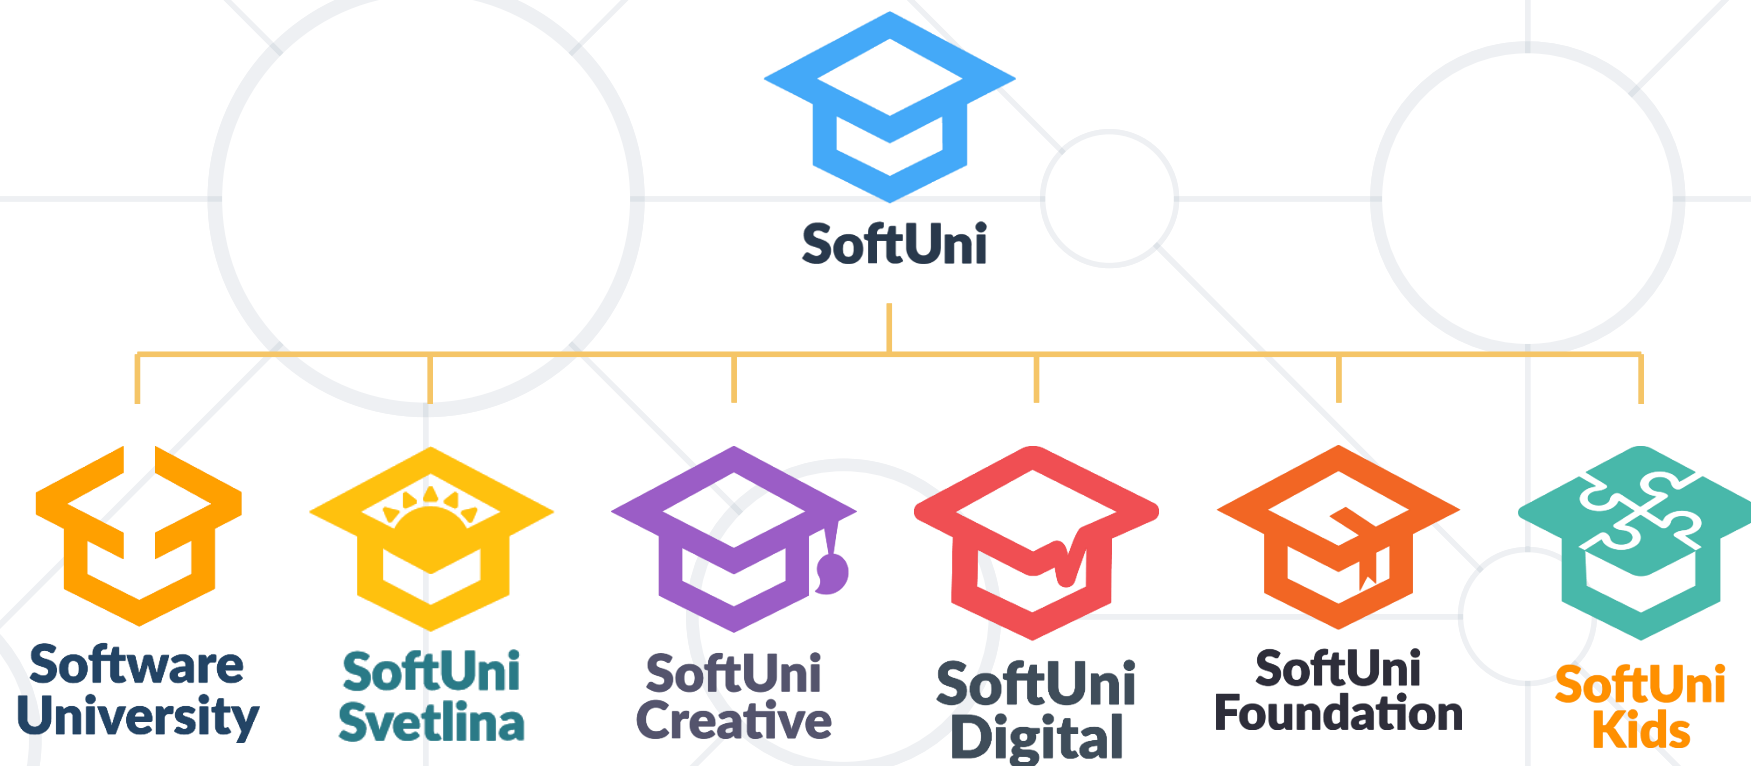 SoftUni
Software
University
SoftUni
Svetlina
SoftUni
Creative
SoftUni
Digital
SoftUni
Foundation
SoftUni
Kids